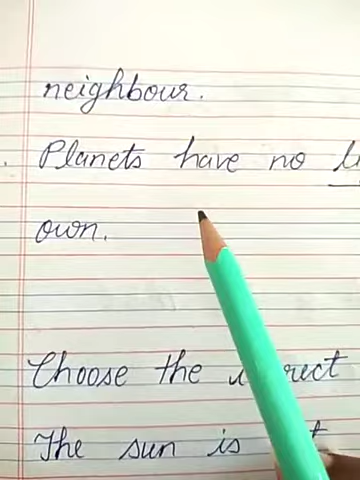 neighbour.
Planets have no
own.
Choose the
The sun is